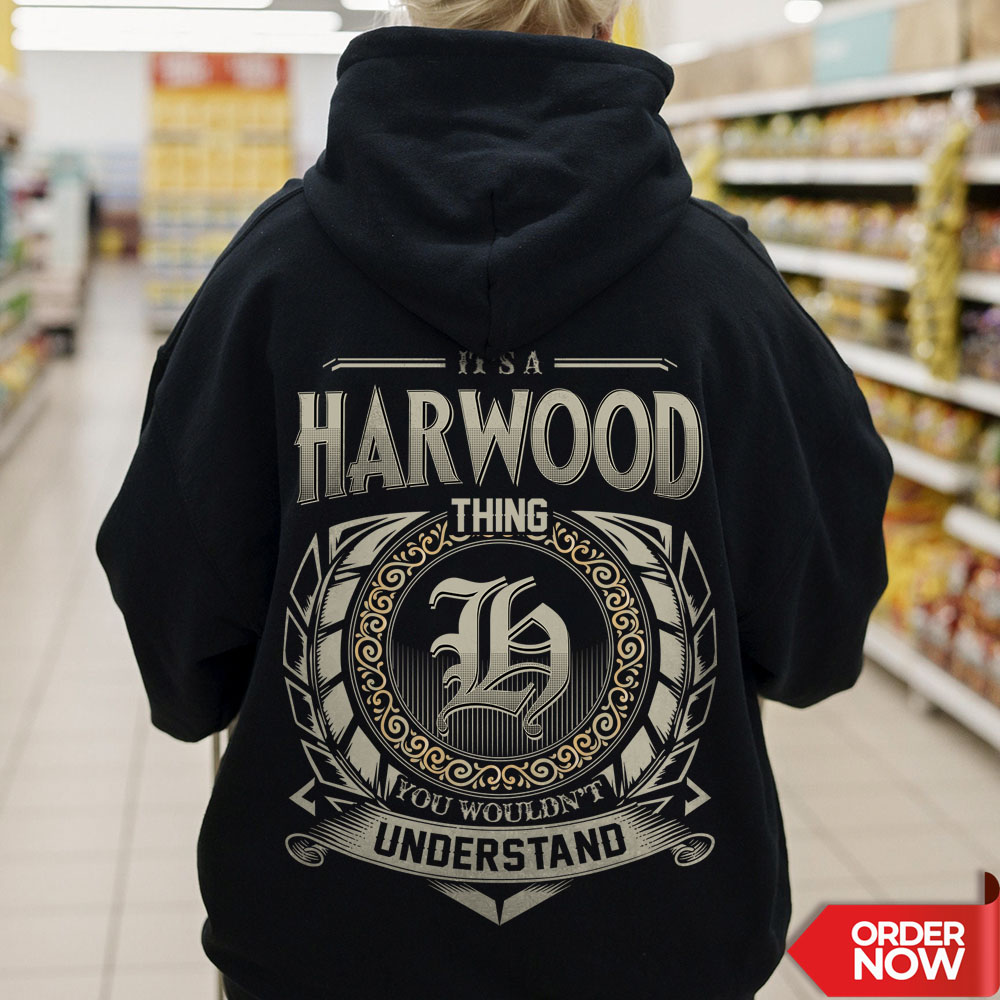 IT'S A
HARWOOD
THING
H
YOU WOULDN'T
UNDERSTAND
ORDER
NOW